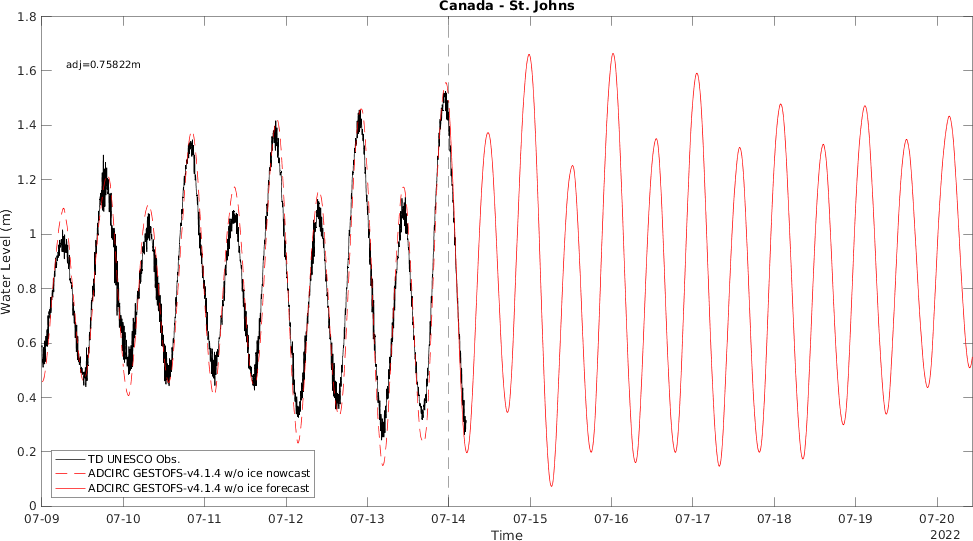 Canada - St. Johns
1.8
1.6
1.4
1.2
1
0.8
0.6
0.4
0.2
0
Water Level (m)
adj=0.75822m
TD UNESCO Obs.
ADCIRC GESTOFS-v4.1.4 w/o ice nowcast
ADCIRC GESTOFS-v4.1.4 w/o ice forecast
07-09 07-10 07-11 07-12 07-13 07-14 07-15 07-16 07-17 07-18 07-19 07-20
Time
2022